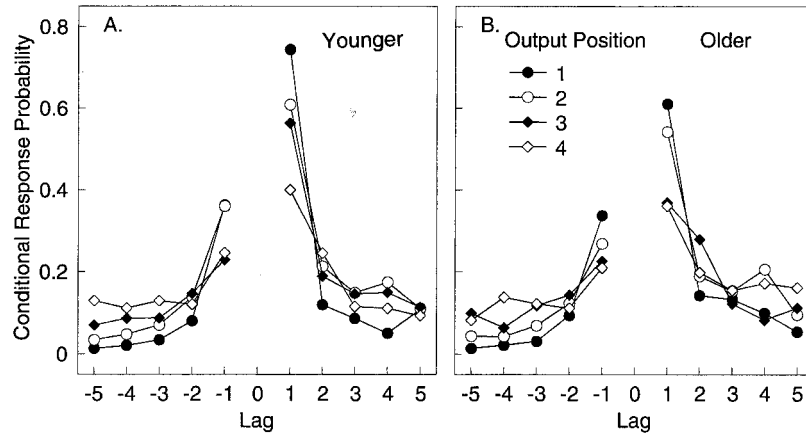 A.
Younger
B.
Output Position
Older
1
2
3
4
Conditional Response Probability
0.8
0.6
0.4
0.2
0
-5 -4 -3 -2 -1 0 1 2 3 4 5
-5 -4 -3 -2 -1 0 1 2 3 4 5
Lag
Lag